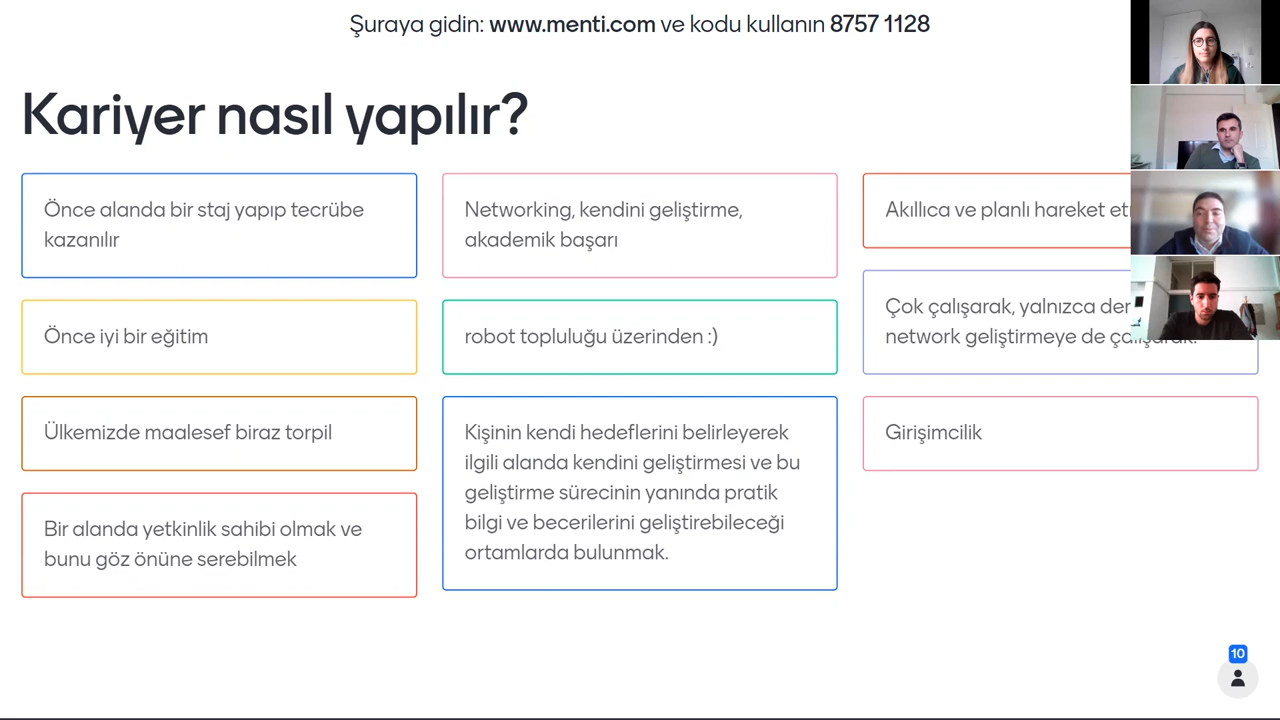 Şuraya gidin: www.menti.com ve kodu kullanın 8757 1128
Kariyer nasıl yapılır?
Önce alanda bir staj yapıp tecrübe
kazanılır
Önce iyi bir eğitim
Ülkemizde maalesef biraz torpil
Bir alanda yetkinlik sahibi olmak ve
bunu göz önüne serebilmek
Networking, kendini geliştirme,
akademik başarı
robot topluluğu üzerinden :)
Kişinin kendi hedeflerini belirleyerek
ilgili alanda kendini geliştirmesi ve bu
geliştirme sürecinin yanında pratik
bilgi ve becerilerini geliştirebileceği
ortamlarda bulunmak.
Akıllıca ve planlı hareket
Çok çalışarak, yalnızca
network geliştirmeye de çalışarak.
Girişimcilik
10